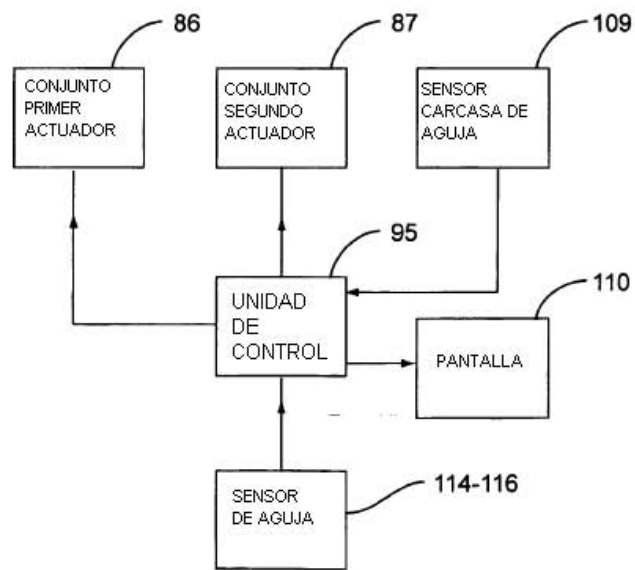 86
87
109
CONJUNTO
PRIMER
ACTUADOR
CONJUNTO
SEGUNDO
ACTUADOR
SENSOR
CARCASA DE
AGUJA
95
UNIDAD
DE
CONTROL
110
PANTALLA
SENSOR
DE AGUJA
114-116